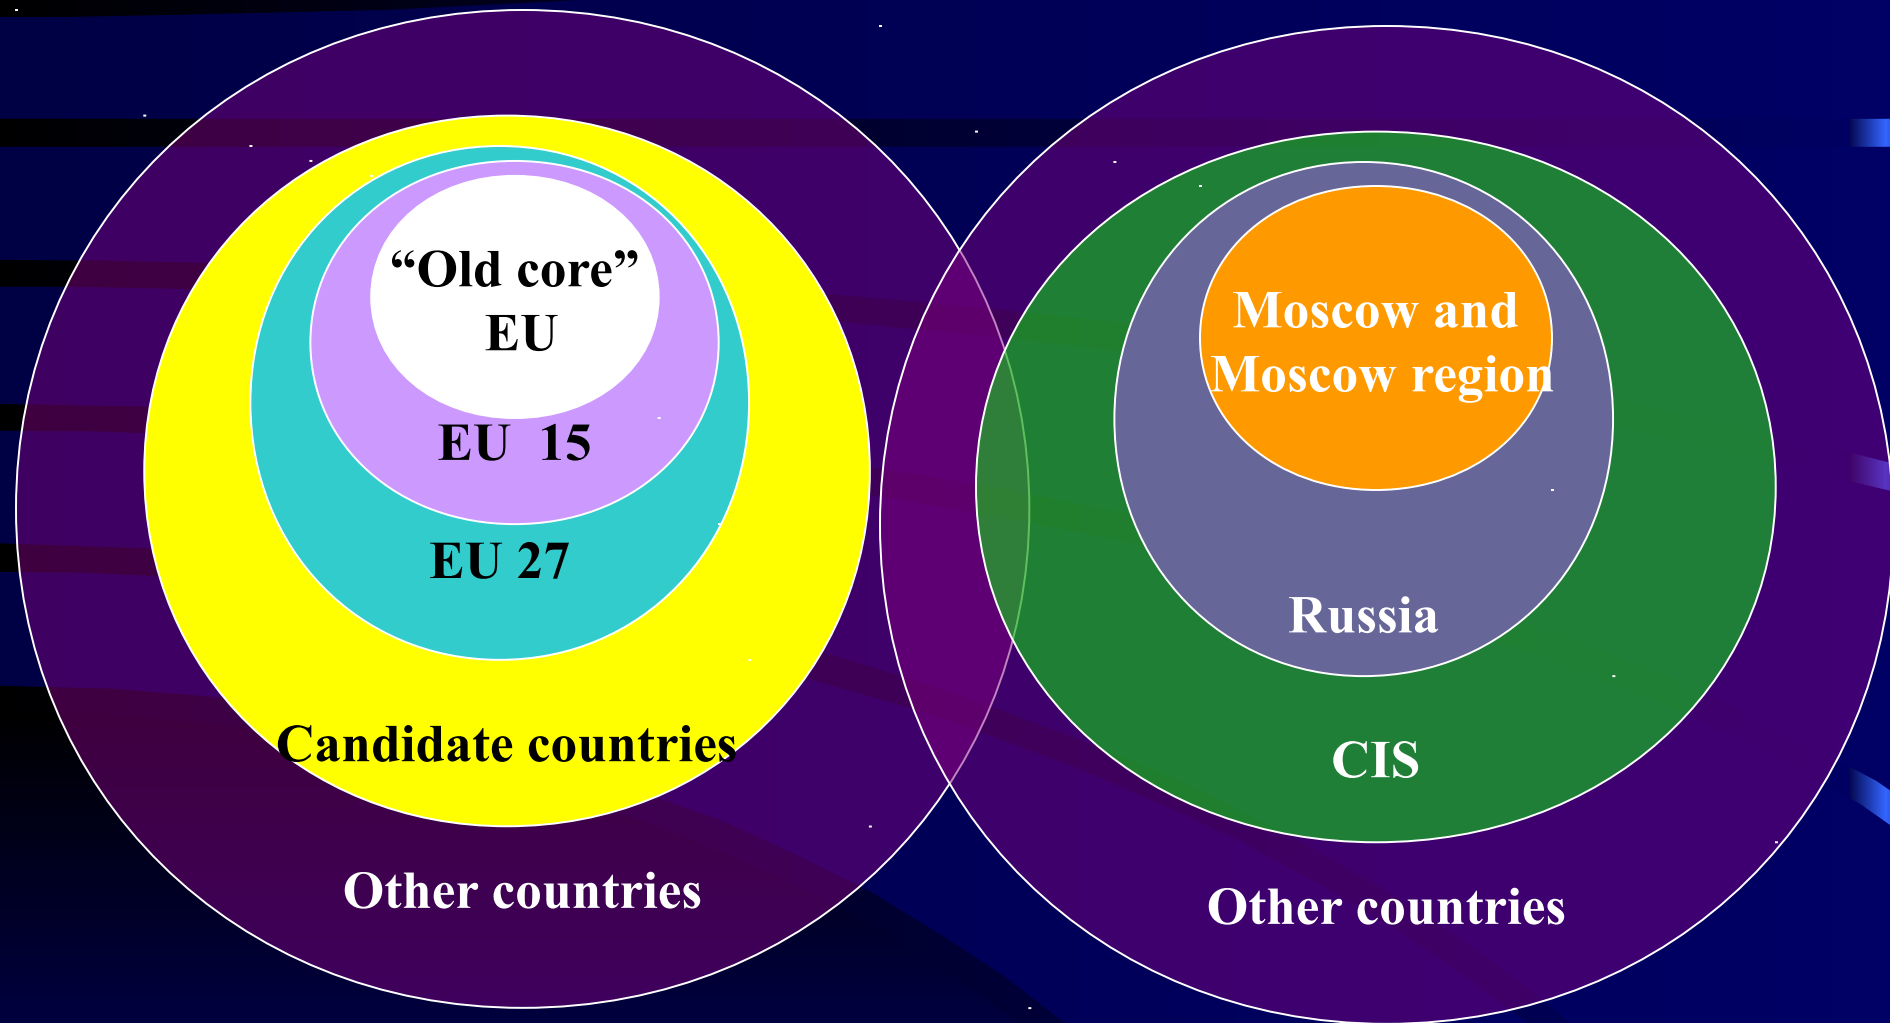 “Old core”
EU
EU 15
EU 27
Candidate countries
Other countries
Moscow and
Moscow region
Russia
CIS
Other countries